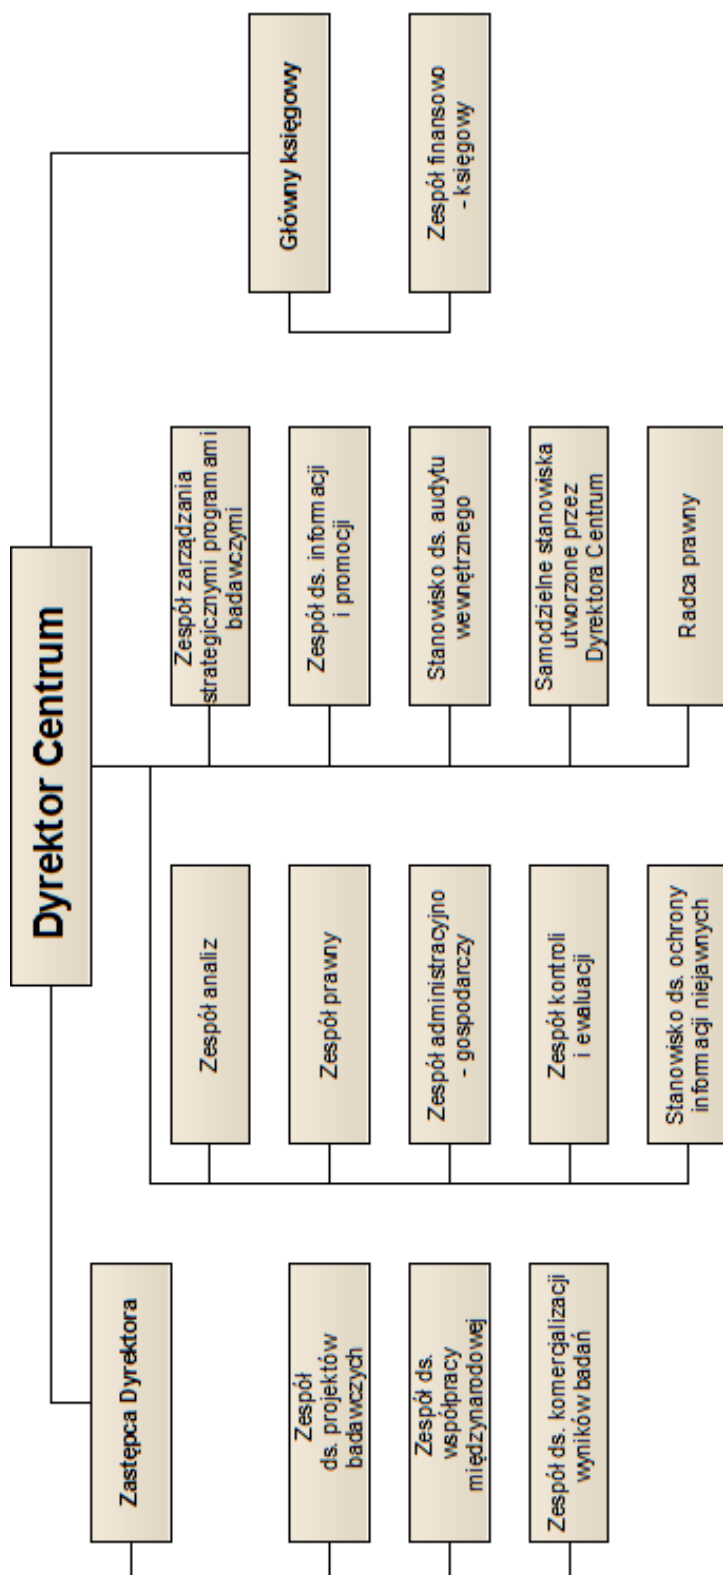 Dyrektor Centrum
Zastępca Dyrektora
Zespół
ds. projektów
badawczych
Zespół ds.
współpracy
międzynarodowej
Zespół ds. komercjalizacji
wyników badań
Zespół analiz
Zespół prawny
Zespół administracyjno
- gospodarczy
Zespół kontroli
i ewaluacji
Stanowisko ds. ochrony
informacji niejawnych
Zespół zarządzania
strategicznymi programami
badawczymi
Zespół ds. informacji
i promocji
Stanowisko ds. audytu
wewnętrznego
Samodzielne stanowiska
utworzone przez
Dyrektora Centrum
Radca prawny
Główny księgowy
Zespół finansowo
- księgowy